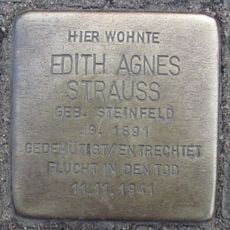 HIER WOHNTE
EDITH AGNES
STRAUSS
GEB. STEINFELD
JG. 1891
GEDEMÜTIGT/ENTRECHTET
FLUCHT IN DEN TOD
11.11.1941